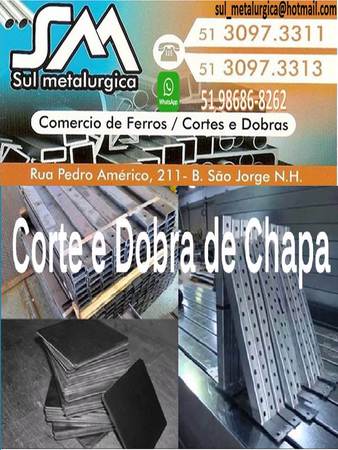 sul_metalurgica@hotmail.com
SM
Sül metalurgica
51 3097.3311
51 3097.3313
WhatsApp
51 98686-8262
Comercio de Ferros / Cortes e Dobras
Rua Pedro Américo, 211- B. São Jorge N.H.
Corte e Dobra de Chapa